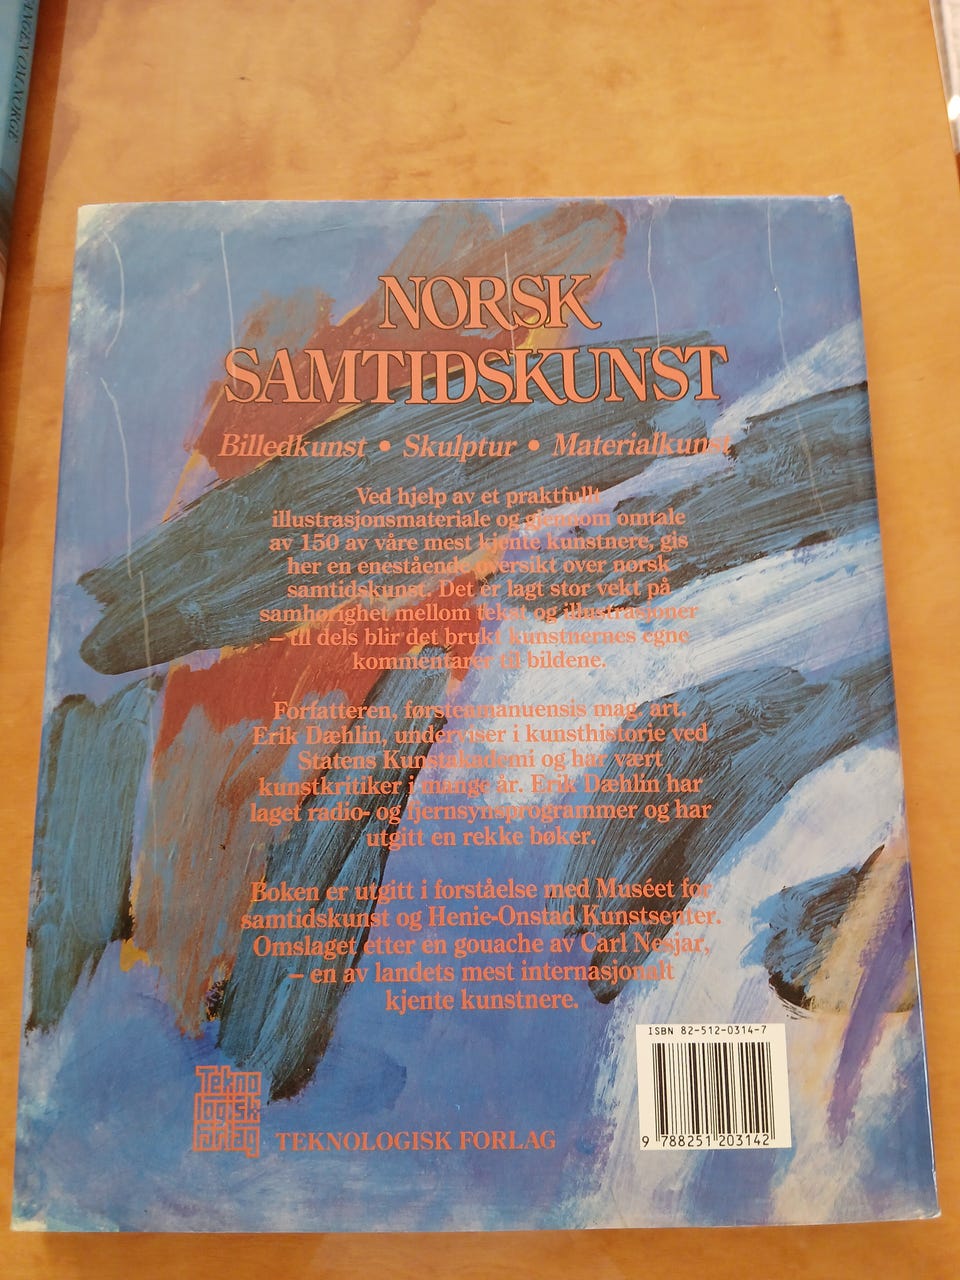 ANGEN OM NORGE
NORSK
SAMTIDSKUNST
Billedkunst • Skulptur • Materialkunst
Ved hjelp av et praktfullt
illustrasjonsmateriale og gjennom omtale
av 150 av våre mest kjente kunstnere, gis
her en enestående oversikt over norsk
samtidskunst. Det er lagt stor vekt på
samhørighet mellom tekst og illustrasjoner
– til dels blir det brukt kunstnernes egne
kommentarer til bildene.
Forfatteren, førsteamanuensis mag. art.
Erik Dæhlin, underviser i kunsthistorie ved
Statens Kunstakademi og har vært
kunstkritiker i mange år. Erik Dæhlin har
laget radio- og fjernsynsprogrammer og har
utgitt en rekke bøker.
Boken er utgitt i forståelse med Muséet for
samtidskunst og Henie-Onstad Kunstsenter.
Omslaget etter en gouache av Carl Nesjar,
– en av landets mest internasjonalt
kjente kunstnere.
ISBN 82-512-0314-7
9 788251 203142
Tekno
logisk
forlag
TEKNOLOGISK FORLAG